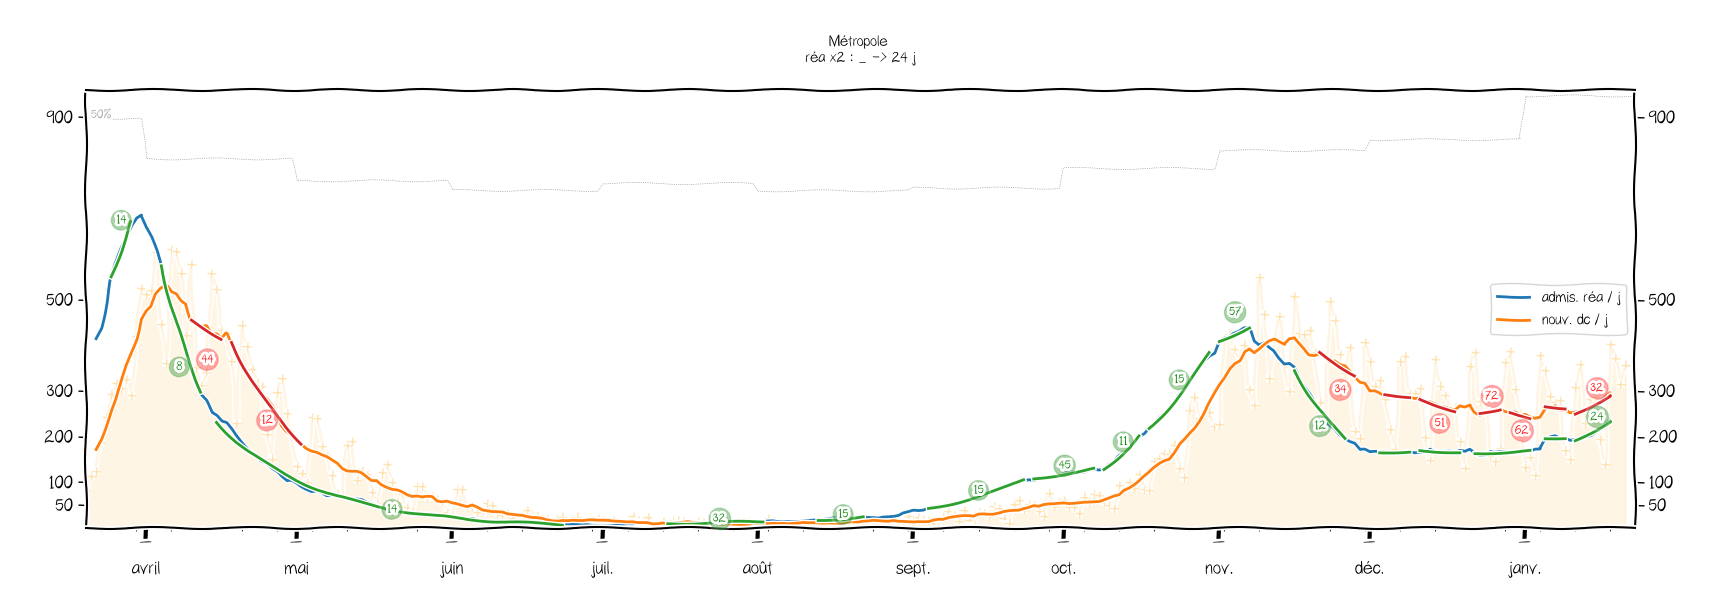 Métropole
réa x2 : _ -> 24 j
50%
900
900
500
500
300
300
200
200
100
100
50
50
admis. réa / j
nouv. dc / j
14
8
44
12
14
32
15
15
45
11
15
57
12
34
51
72
62
32
24
avril
mai
juin
juil.
août
sept.
oct.
nov.
déc.
janv.